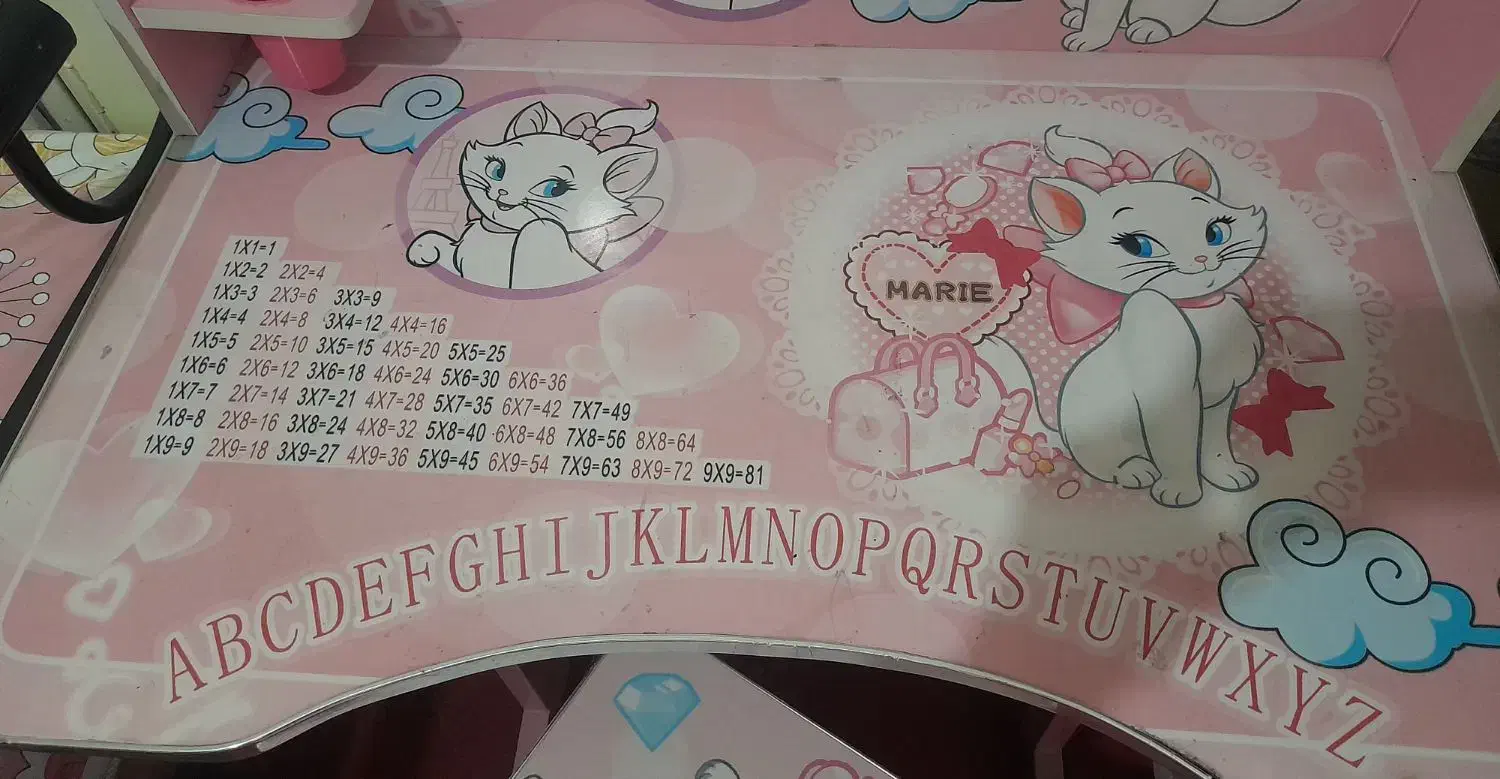 1X1=1
1X2=2 2X2=4
1X3=3 2X3=6 3X3=9
1X4=4 2X4=8 3X4=12 4X4=16
1X5=5 2X5=10 3X5=15 4X5=20 5X5=25
1X6=6 2X6=12 3X6=18 4X6=24 5X6=30 6X6=36
1X7=7 2X7=14 3X7=21 4X7=28 5X7=35 6X7=42 7X7=49
1X8=8 2X8=16 3X8=24 4X8=32 5X8=40 6X8=48 7X8=56 8X8=64
1X9=9 2X9=18 3X9=27 4X9=36 5X9=45 6X9=54 7X9=63 8X9=72 9X9=81
MARIE
ABCDEFGHIJKLMNOPQRSTUVWXYZ